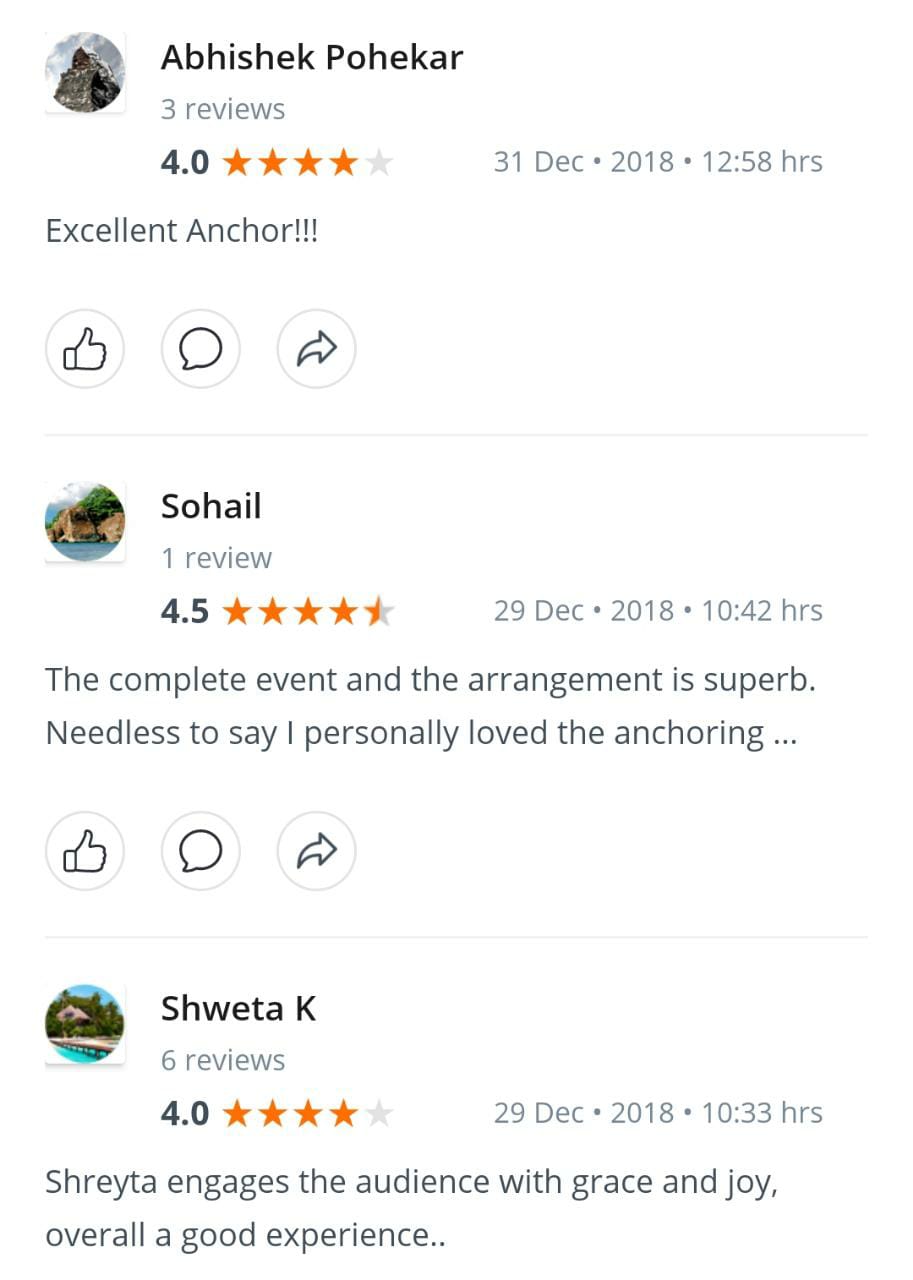 Abhishek Pohekar
3 reviews
4.0 31 Dec • 2018 • 12:58 hrs
Excellent Anchor!!!
Sohail
1 review
4.5 29 Dec • 2018 • 10:42 hrs
The complete event and the arrangement is superb.
Needless to say I personally loved the anchoring ...
Shweta K
6 reviews
4.0 29 Dec • 2018 • 10:33 hrs
Shreyta engages the audience with grace and joy,
overall a good experience..